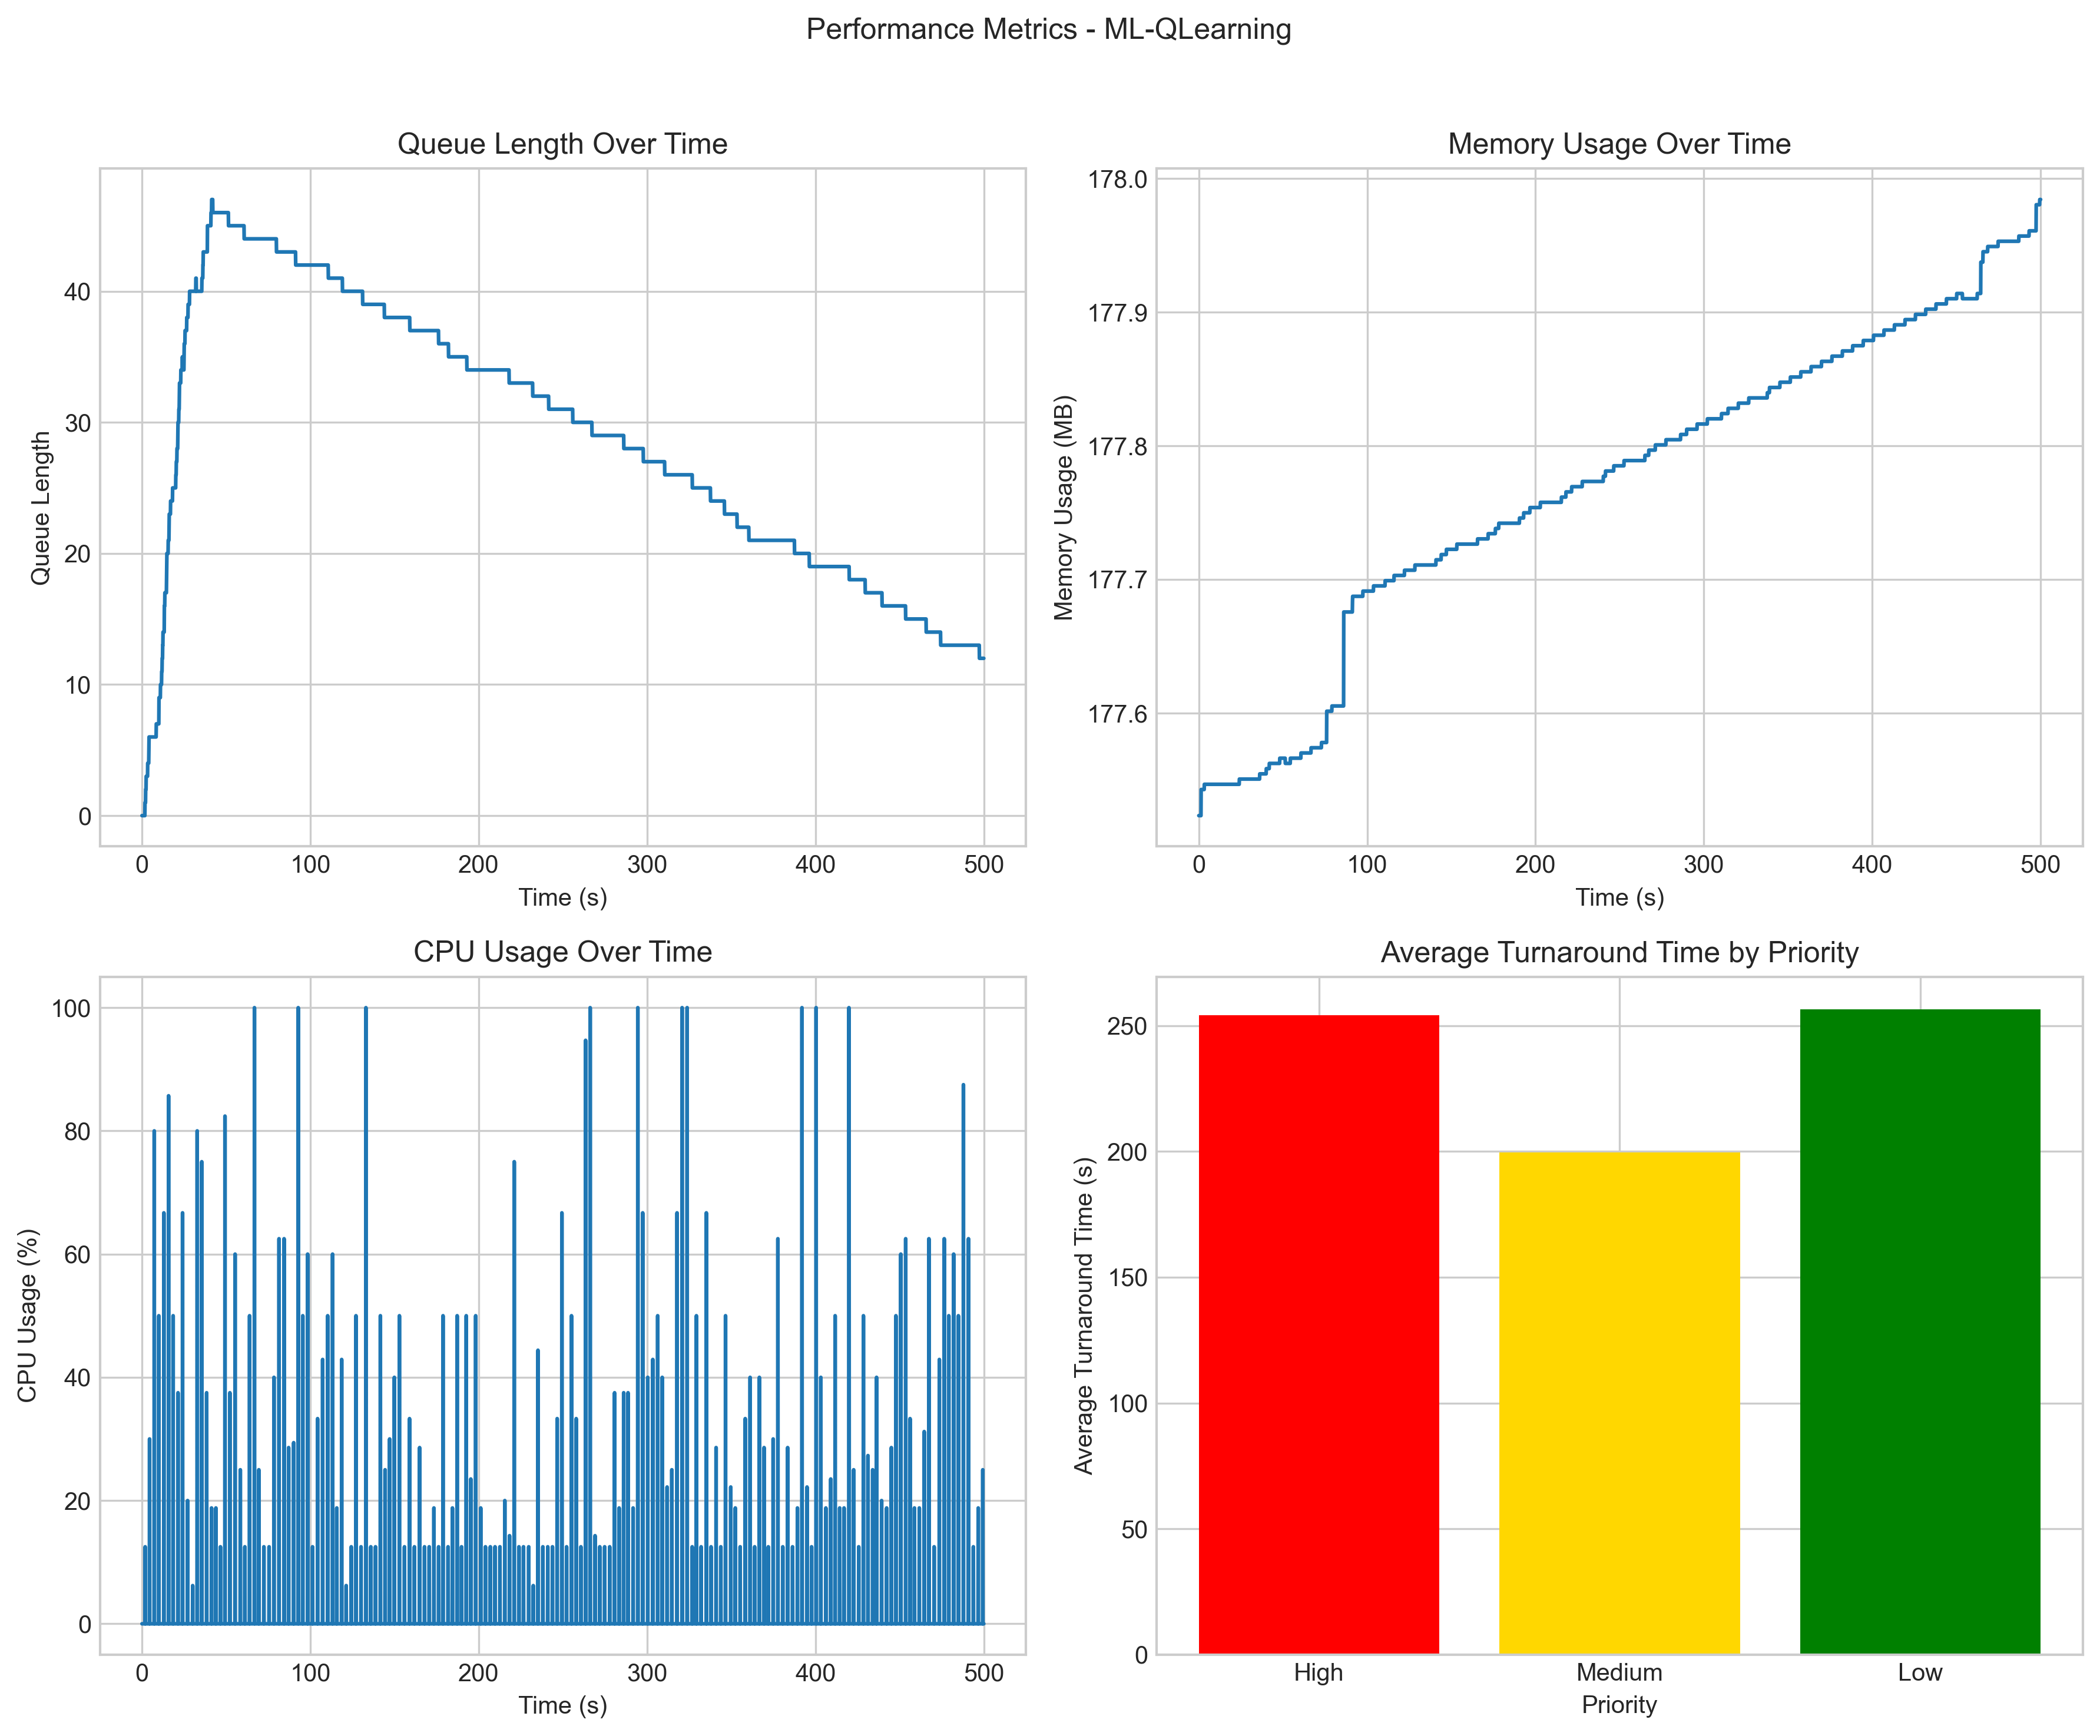 Performance Metrics - ML-QLearning
Queue Length Over Time
Queue Length
40
30
20
10
0
0 100 200 300 400 500
Time (s)
Memory Usage Over Time
Memory Usage (MB)
178.0
177.9
177.8
177.7
177.6
0 100 200 300 400 500
Time (s)
CPU Usage Over Time
CPU Usage (%)
100
80
60
40
20
0
0 100 200 300 400 500
Time (s)
Average Turnaround Time by Priority
Average Turnaround Time (s)
250
200
150
100
50
0
High Medium Low
Priority